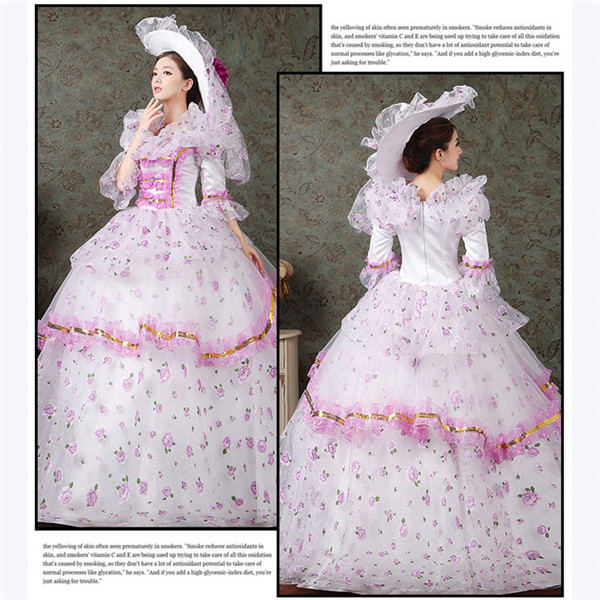 the yellowing of skin often seen prematurely in smokers. "Smoke reduces antioxidants in
skin, and smokers' vitamin C and E are being used up trying to take care of all this oxidation
that's caused by smoking, so they don't have a lot of antioxidant potential to take care of
normal processes like glycation," he says. "And if you add a high-glycemic-index diet, you're
just asking for trouble."
the yellowing of skin often seen prematurely in smokers. "Smoke reduces antioxidants in
skin, and smokers' vitamin C and E are being used up trying to take care of all this oxidation
that's caused by smoking, so they don't have a lot of antioxidant potential to take care of
normal processes like glycation," he says. "And if you add a high-glycemic-index diet, you're
just asking for trouble."